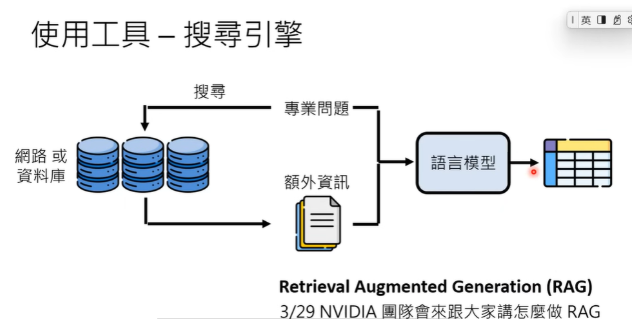 使用工具 – 搜尋引擎
英
搜尋
專業問題
網路 或
資料庫
語言模型
額外資訊
Retrieval Augmented Generation (RAG)
3/29 NVIDIA 團隊會來跟大家講怎麼做 RAG